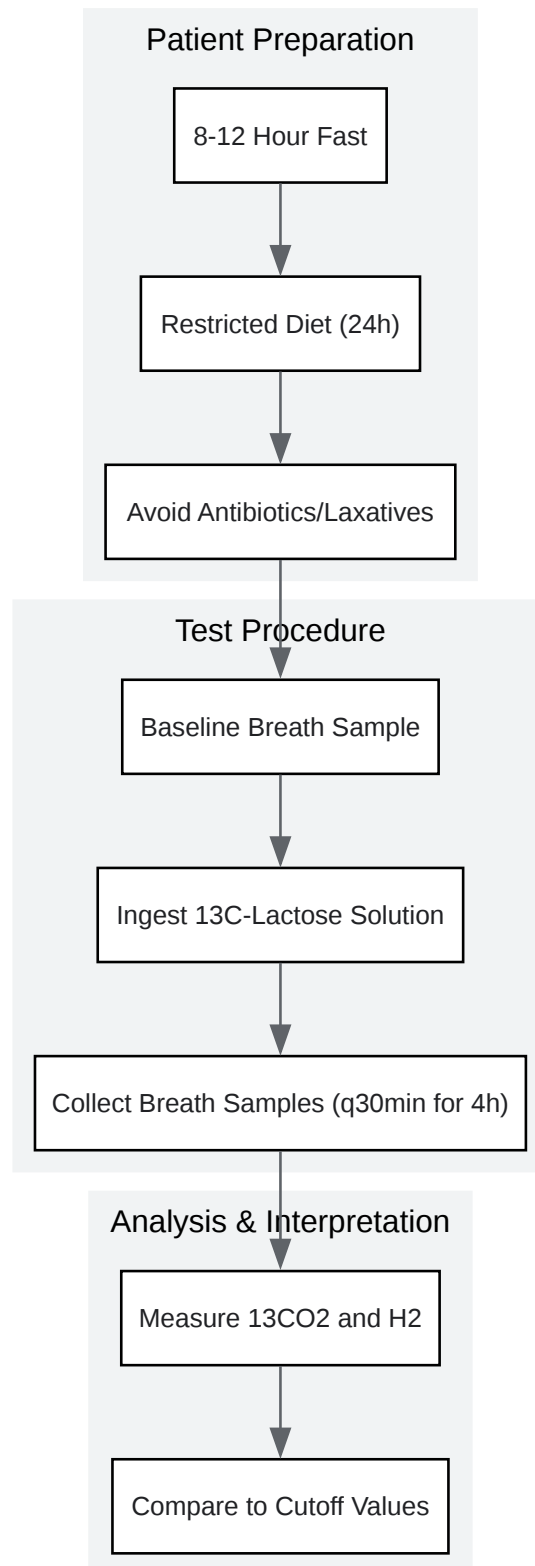 Patient Preparation
8-12 Hour Fast
Restricted Diet (24h)
Avoid Antibiotics/Laxatives
Test Procedure
Baseline Breath Sample
Ingest 13C-Lactose Solution
Collect Breath Samples (q30min for 4h)
Analysis & Interpretation
Measure 13CO2 and H2
Compare to Cutoff Values